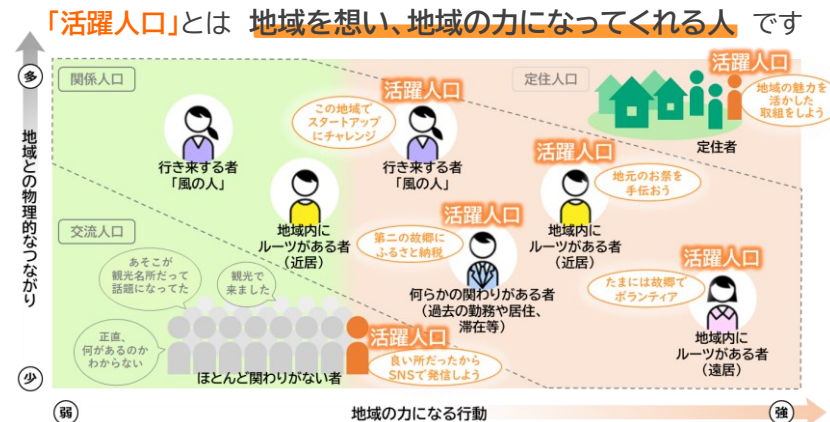 「活躍人口」とは 地域を想い、地域の力になってくれる人 です
多
地域との物理的なつながり
少
関係人口
定住人口
交流人口
行き来する者
「風の人」
この地域で
スタートアップ
にチャレンジ
活躍人口
行き来する者
「風の人」
活躍人口
地域の魅力を
活かした
取組をしよう
定住者
地域内に
ルーツがある者
(近居)
活躍人口
地元のお祭を
手伝おう
地域内に
ルーツがある者
(近居)
活躍人口
第二の故郷に
ふるさと納税
何らかの関わりがある者
(過去の勤務や居住、
滞在等)
活躍人口
たまには故郷で
ボランティア
地域内に
ルーツがある者
(遠居)
あそこが
観光名所だって
話題になってた
観光で
来ました
正直、
何があるのか
わからない
ほとんど関わりがない者
活躍人口
良い所だったから
SNSで発信しよう
弱
地域の力になる行動
強